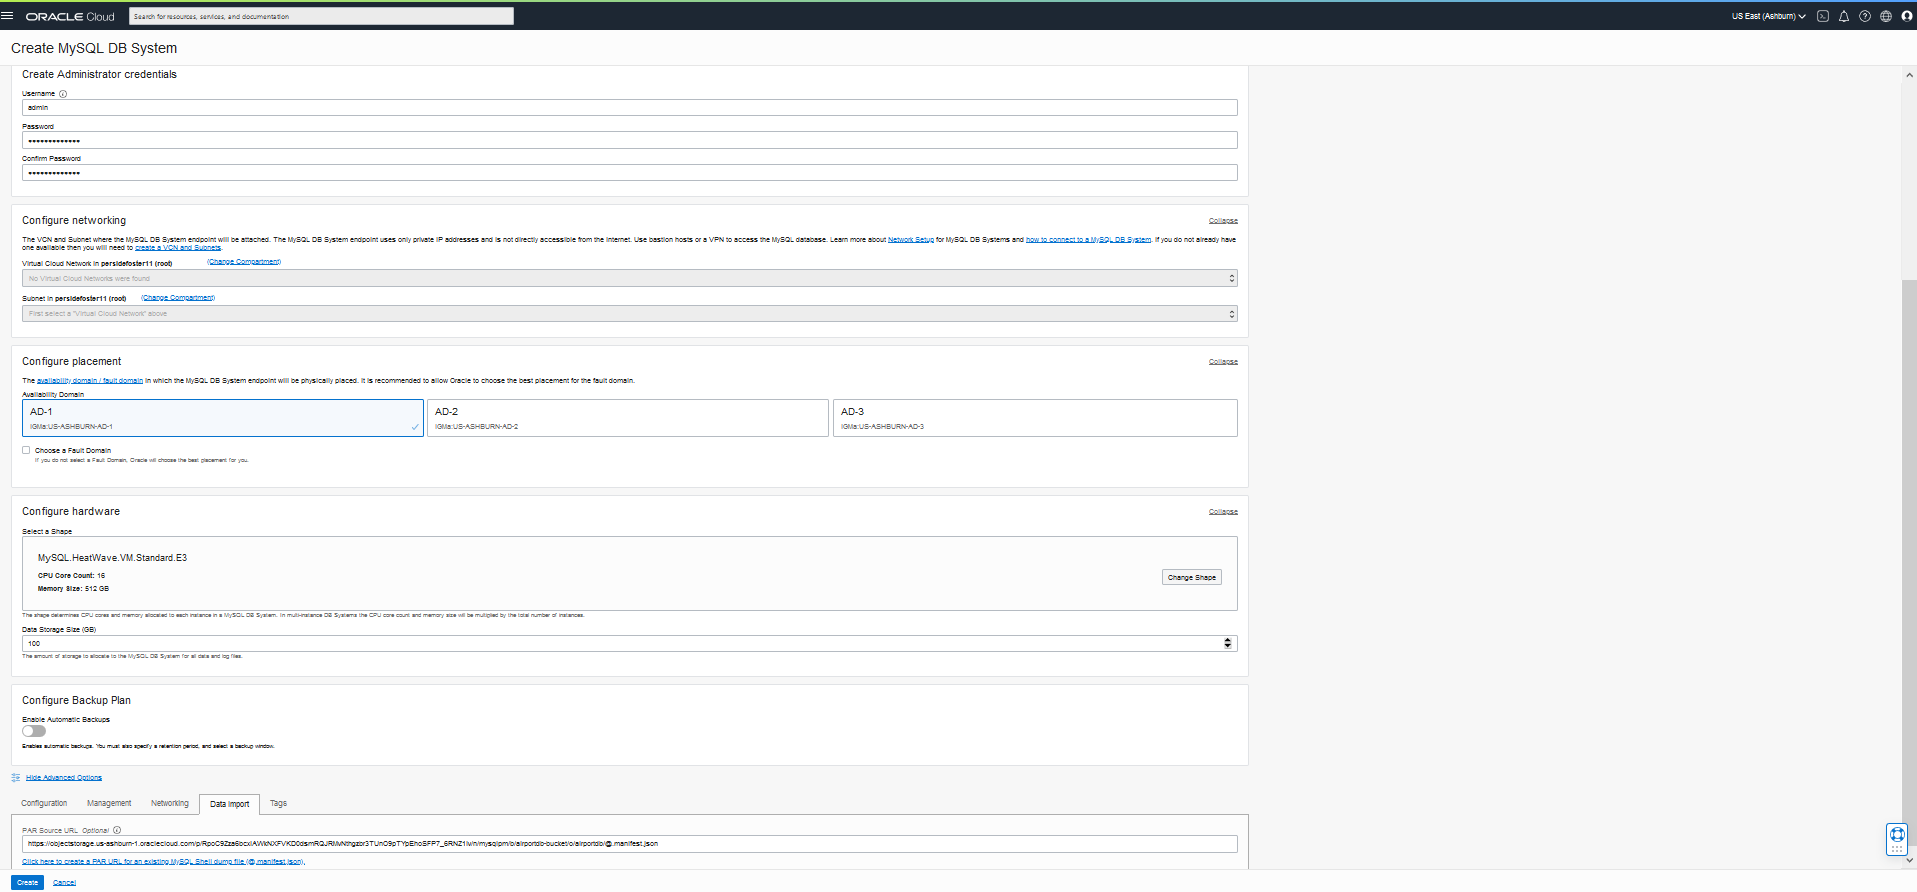 ORACLE Cloud
Search for resources, services, and documentation
US East (Ashburn)
Create MySQL DB System
Create Administrator credentials
Username
admin
Password
•••••••••••••
Confirm Password
•••••••••••••
Configure networking
Collapse
The VCN and Subnet where the MySQL DB System endpoint will be attached. The MySQL DB System endpoint uses only private IP addresses and is not directly accessible from the internet. Use bastion hosts or a VPN to access the MySQL database. Learn more about Network Setup for MySQL DB Systems and how to connect to a MySQL DB System. If you do not already have
one available then you will need to create a VCN and Subnets.
Virtual Cloud Network in persidefoster11 (root) (Change Compartment)
No Virtual Cloud Networks were found
Subnet in persidefoster11 (root) (Change Compartment)
First select a "Virtual Cloud Network" above
Configure placement
Collapse
The availability domain / fault domain in which the MySQL DB System endpoint will be physically placed. It is recommended to allow Oracle to choose the best placement for the fault domain.
Availability Domain
AD-1
IGMa:US-ASHBURN-AD-1
AD-2
IGMa:US-ASHBURN-AD-2
AD-3
IGMa:US-ASHBURN-AD-3
Choose a Fault Domain
If you do not select a Fault Domain, Oracle will choose the best placement for you.
Configure hardware
Collapse
Select a Shape
MySQL.HeatWave.VM.Standard.E3
CPU Core Count: 16
Memory Size: 512 GB
Change Shape
The shape determines CPU cores and memory allocated to each instance in a MySQL DB System. In multi-instance DB Systems the CPU core count and memory size will be multiplied by the total number of instances.
Data Storage Size (GB)
100
The amount of storage to allocate to the MySQL DB System for all data and log files.
Configure Backup Plan
Enable Automatic Backups
Enables automatic backups. You must also specify a retention period, and select a backup window.
Hide Advanced Options
Configuration Management Networking Data Import Tags
PAR Source URL Optional
Click here to create a PAR URL for an existing MySQL Shell dump file (@.manifest.json).
Create Cancel